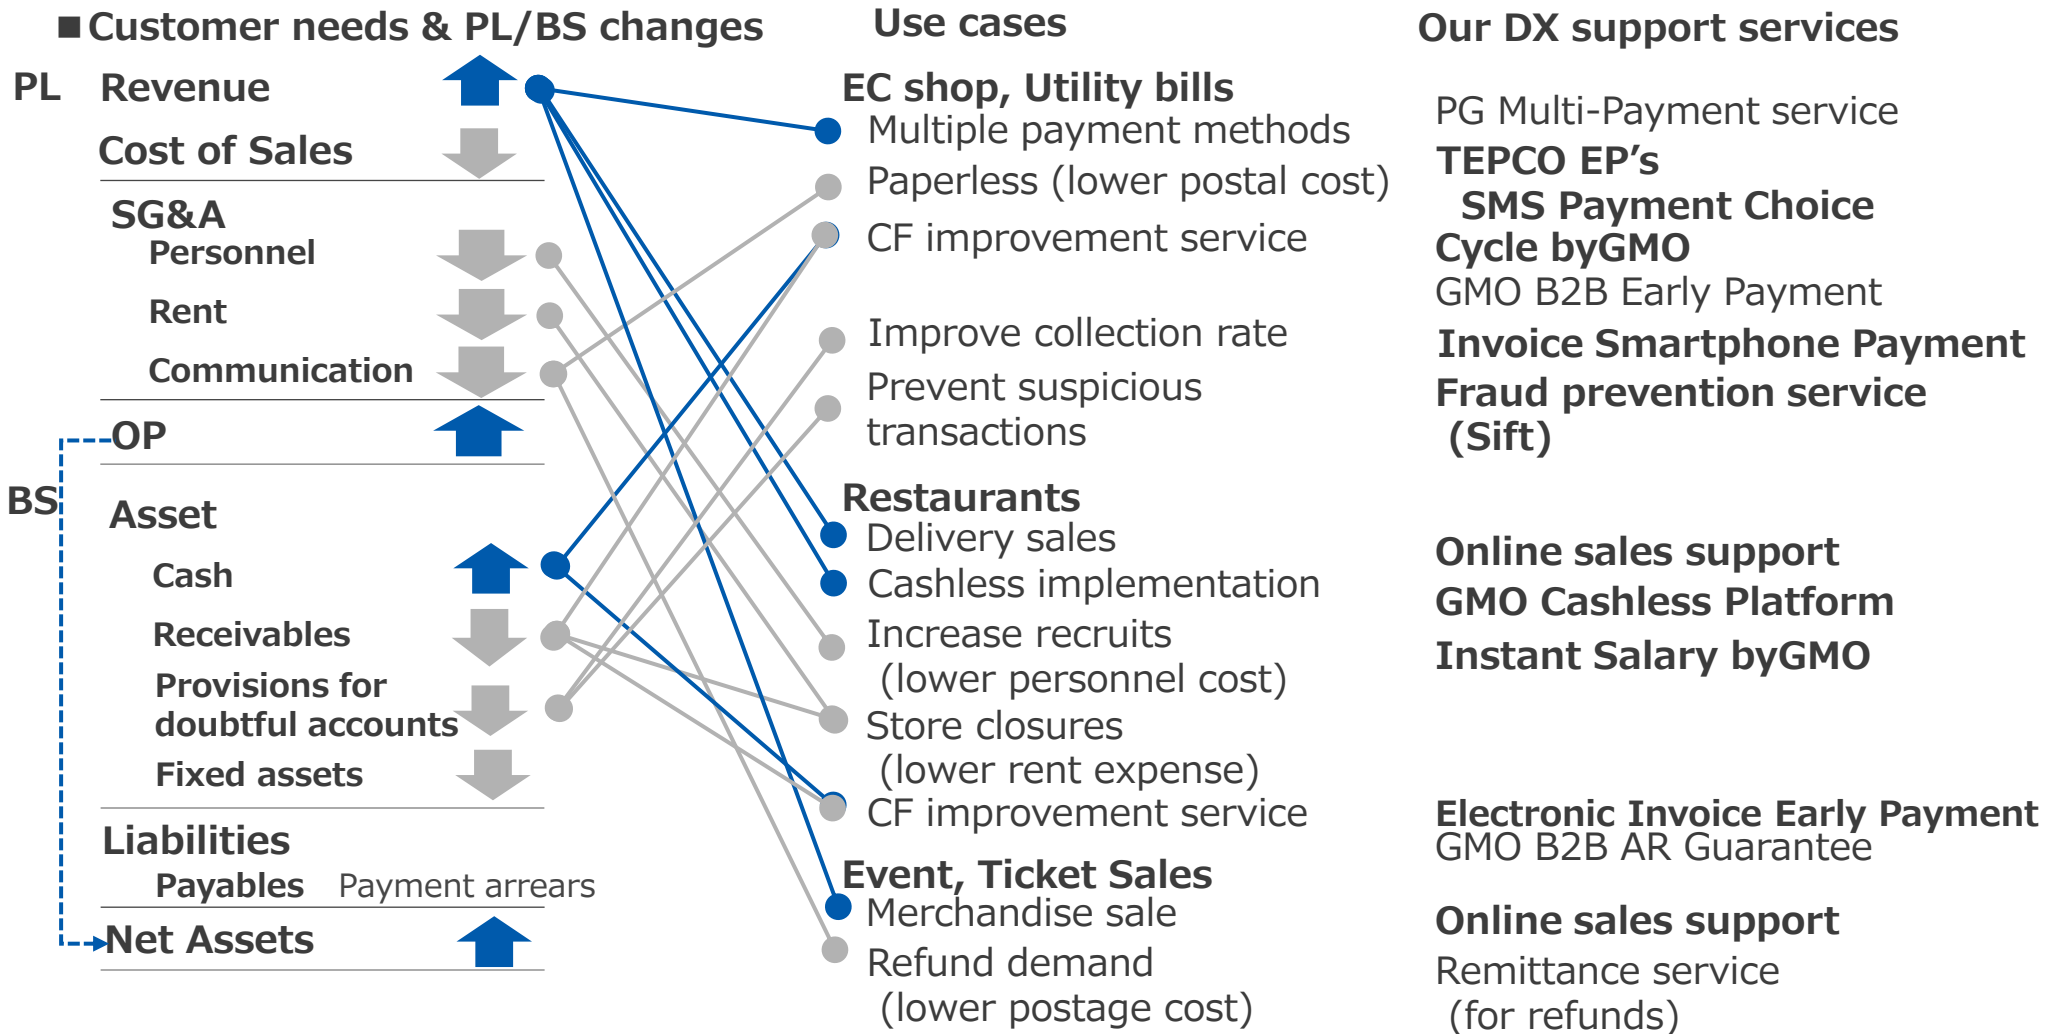 ■Customer needs & PL/BS changes
PL
Revenue
Cost of Sales
SG&A
Personnel
Rent
Communication
OP
BS
Asset
Cash
Receivables
Provisions for
doubtful accounts
Fixed assets
Liabilities
Payables Payment arrears
Net Assets
Use cases
EC shop, Utility bills
Multiple payment methods
Paperless (lower postal cost)
CF improvement service
Improve collection rate
Prevent suspicious
transactions
Restaurants
Delivery sales
Cashless implementation
Increase recruits
(lower personnel cost)
Store closures
(lower rent expense)
CF improvement service
Event, Ticket Sales
Merchandise sale
Refund demand
(lower postage cost)
Our DX support services
PG Multi-Payment service
TEPCO EP's
SMS Payment Choice
Cycle byGMO
GMO B2B Early Payment
Invoice Smartphone Payment
Fraud prevention service
(Sift)
Online sales support
GMO Cashless Platform
Instant Salary byGMO
Electronic Invoice Early Payment
GMO B2B AR Guarantee
Online sales support
Remittance service
(for refunds)